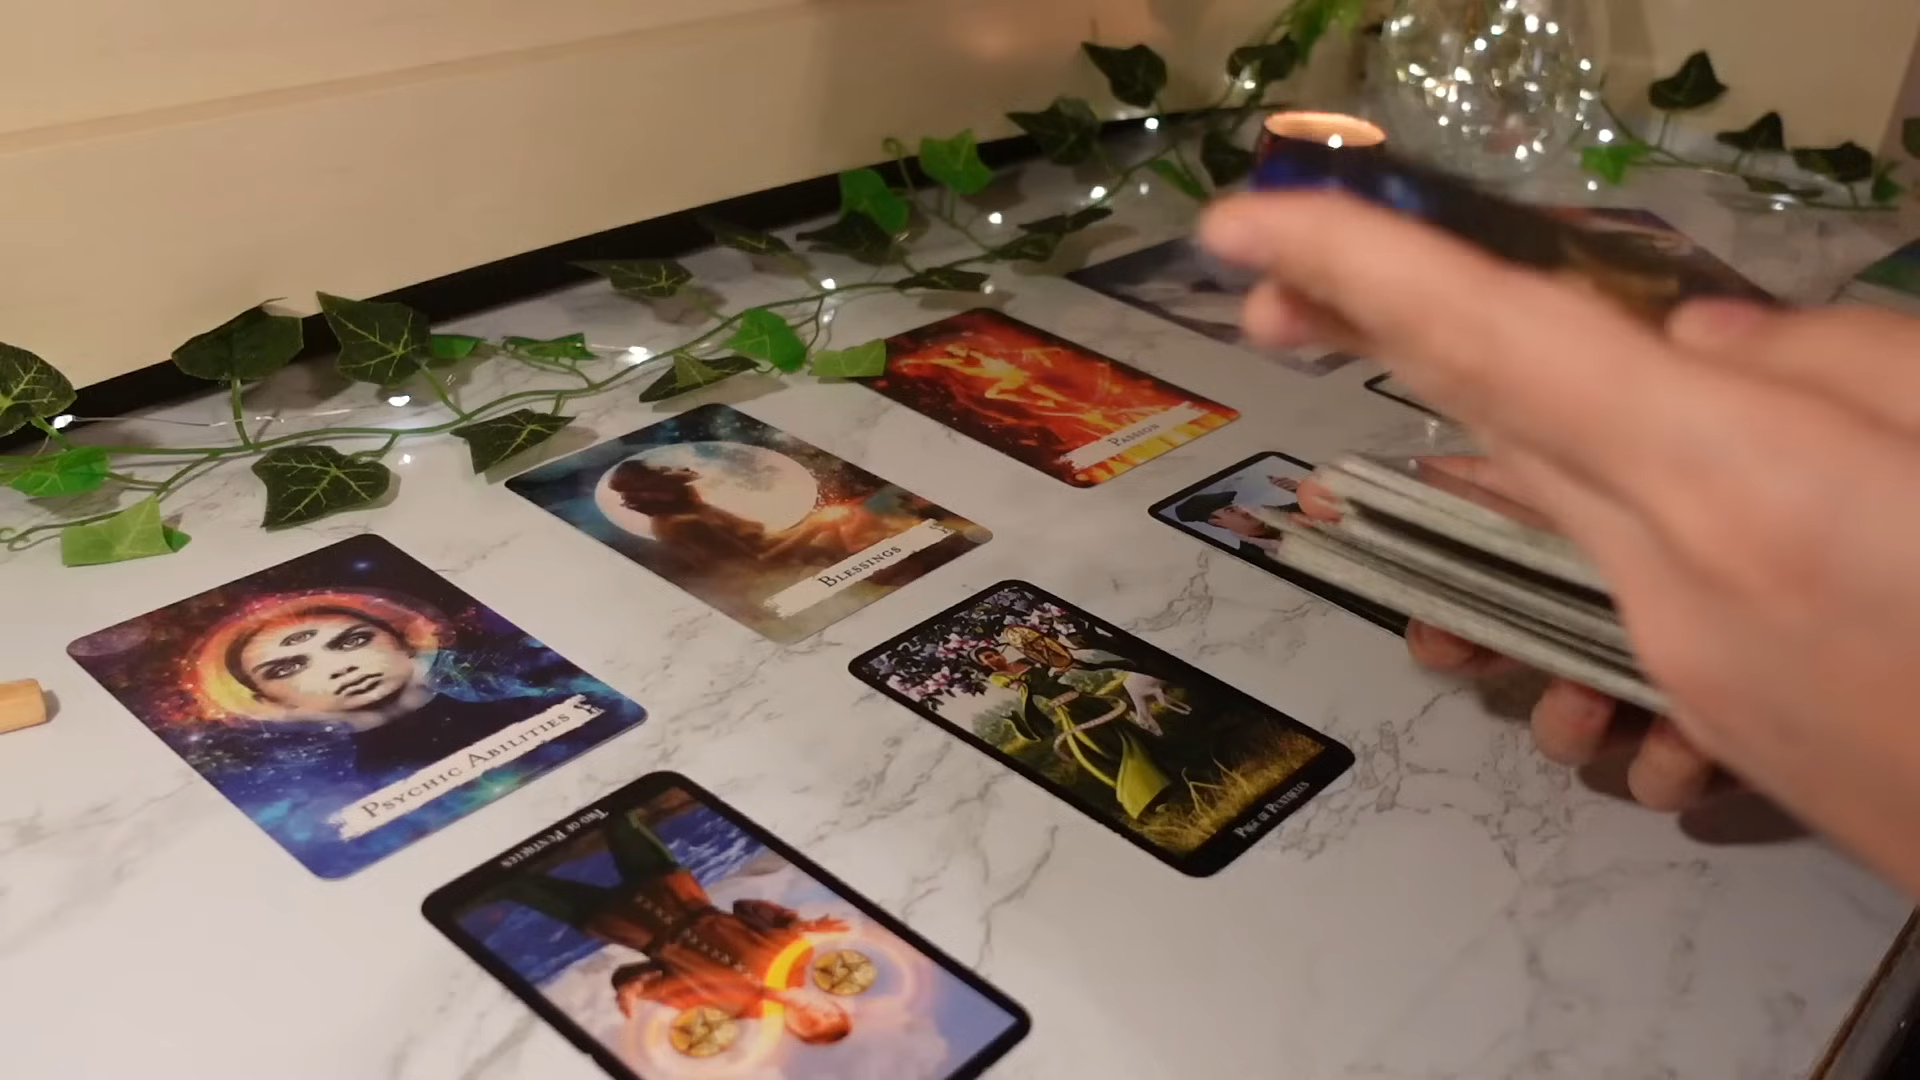 Passion
Blessings
Psychic Abilities
Page of Pentacles
Two of Pentacles